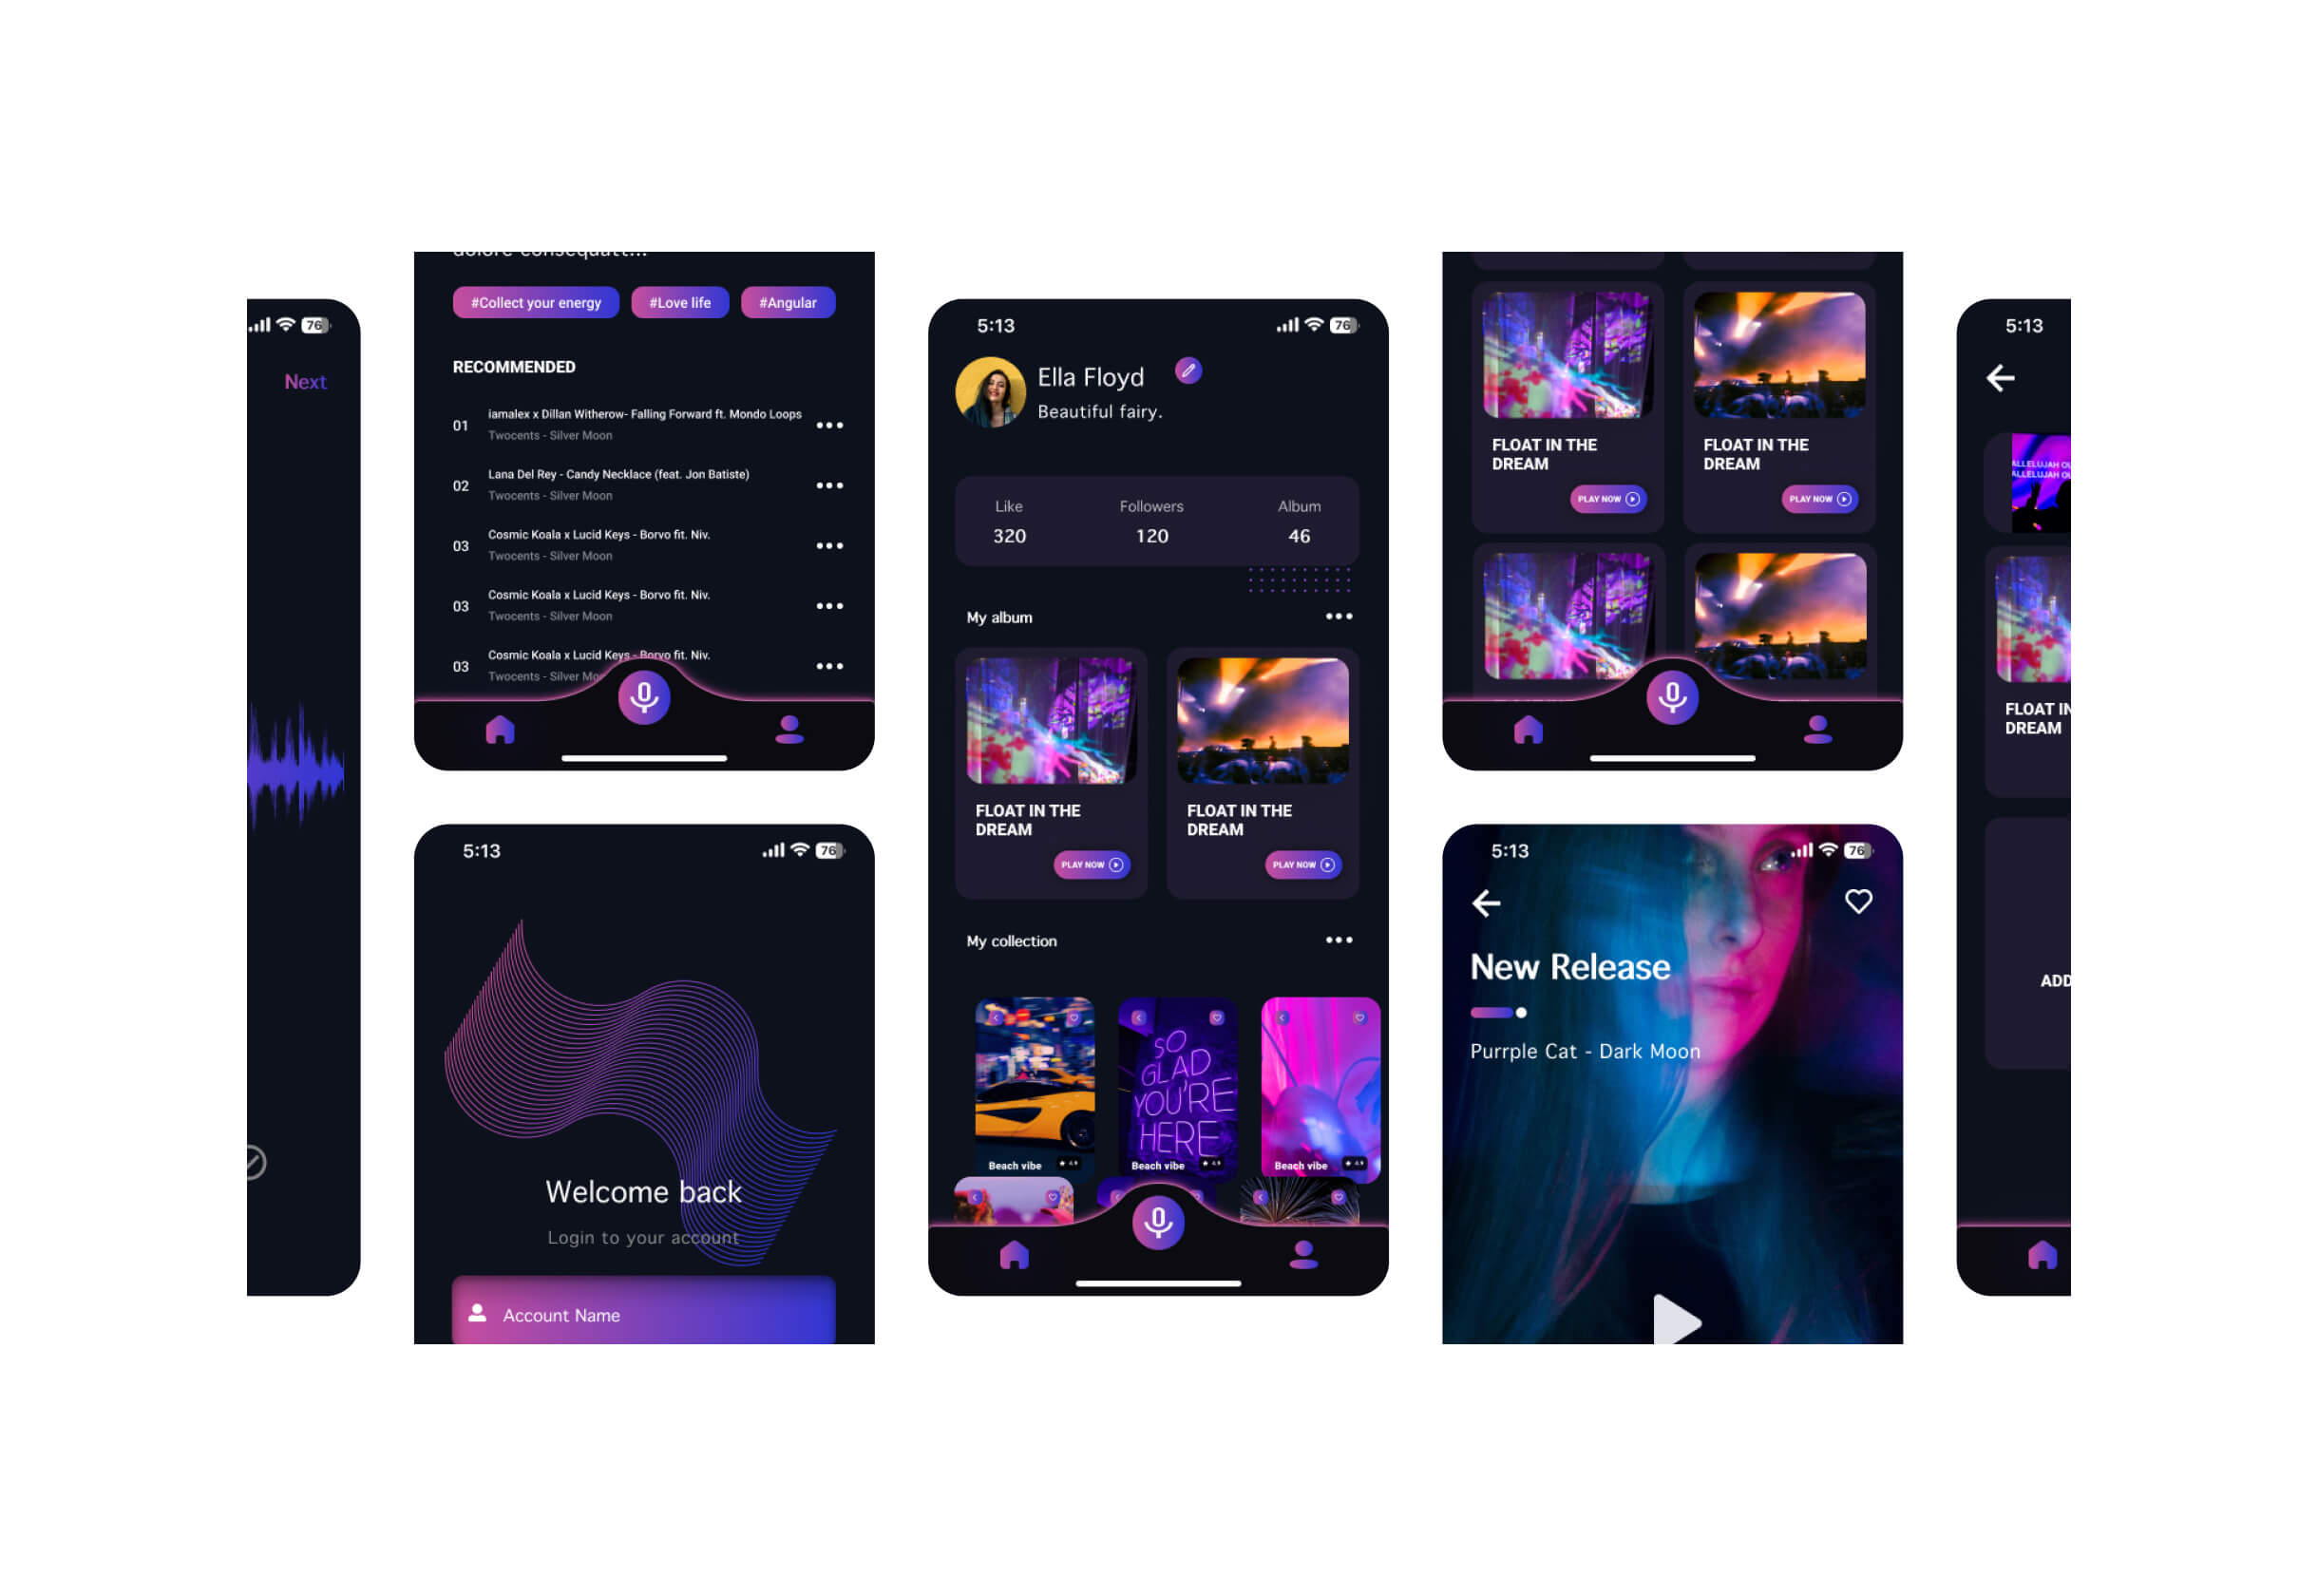 76
Next
#Collect your energy
#Love life
#Angular
RECOMMENDED
01
iamalex x Dillan Witherow- Falling Forward ft. Mondo Loops
Twocents - Silver Moon
02
Lana Del Rey - Candy Necklace (feat. Jon Batiste)
Twocents - Silver Moon
03
Cosmic Koala x Lucid Keys - Borvo fit. Niv.
Twocents - Silver Moon
03
Cosmic Koala x Lucid Keys - Borvo fit. Niv.
Twocents - Silver Moon
03
Cosmic Koala x Lucid Keys - Borvo fit. Niv.
Twocents - Silver
5:13
76
Welcome back
Login to your account
Account Name
5:13
76
Ella Floyd
Beautiful fairy.
Like
320
Followers
120
Album
46
My album
FLOAT IN THE
DREAM
PLAY NOW
FLOAT IN THE
DREAM
PLAY NOW
My collection
SO
GLAD
YOU'RE
HERE
Beach vibe
4.9
Beach vibe
4.9
Beach vibe
4.9
FLOAT IN THE
DREAM
PLAY NOW
FLOAT IN THE
DREAM
PLAY NOW
5:13
76
New Release
Purrple Cat - Dark Moon
5:13
FLOAT IN
DREAM
ADD